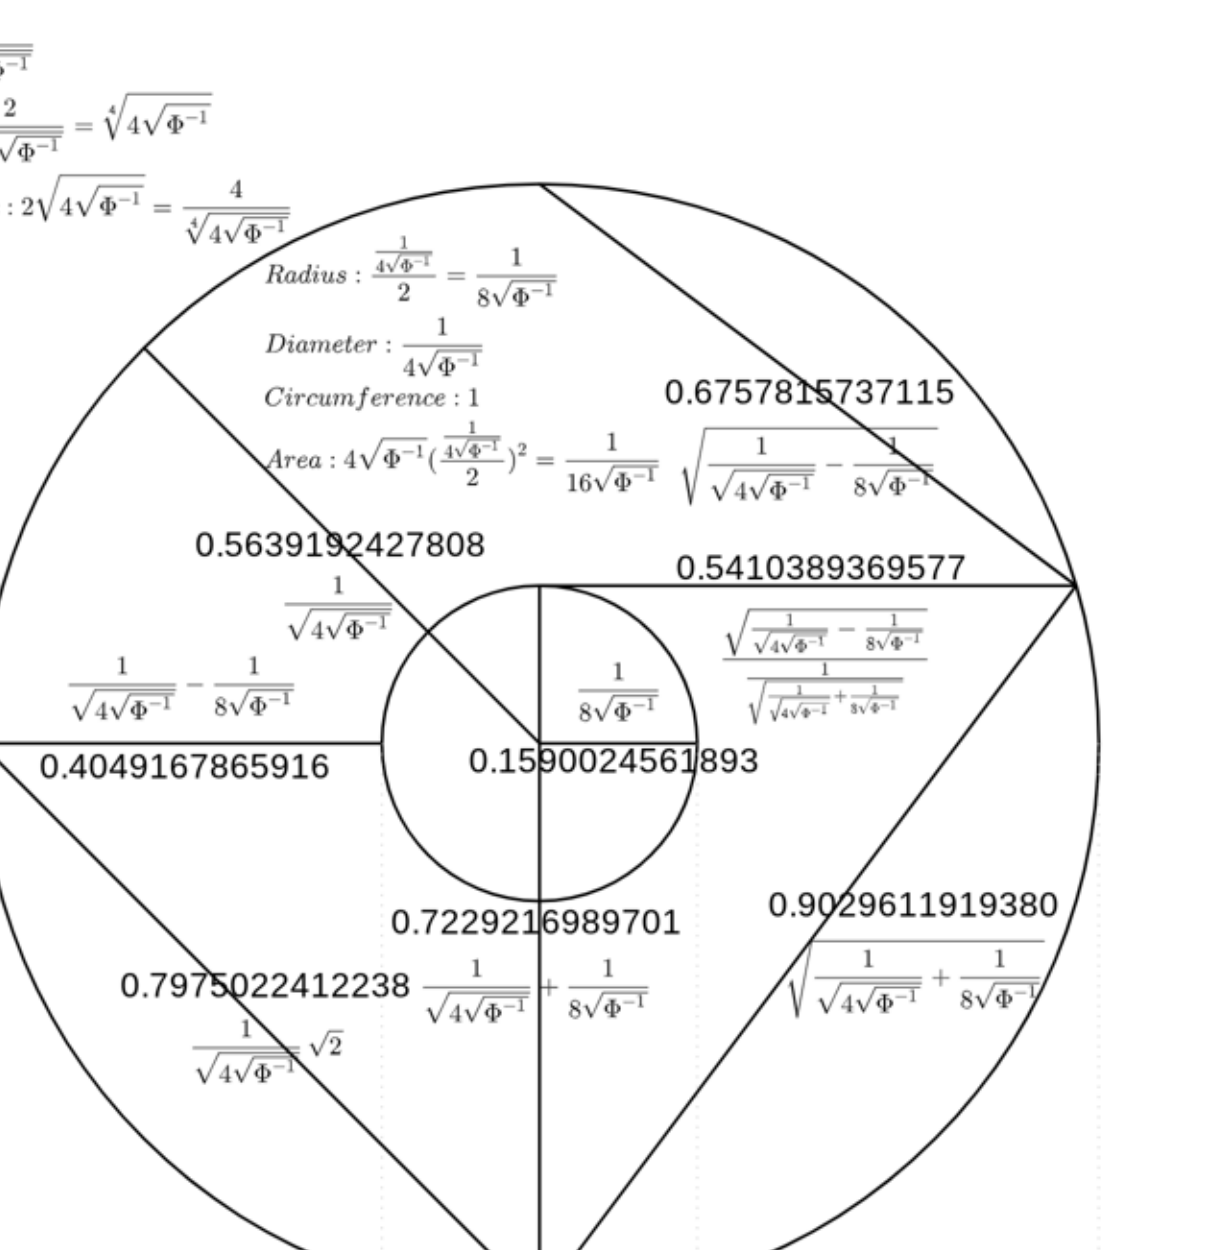 √Φ⁻¹
2/√Φ⁻¹ = ∜(4√Φ⁻¹)
: 2√(4√Φ⁻¹) = 4/∜(4√Φ⁻¹)
Radius : (1/(4√Φ⁻¹))/2 = 1/(8√Φ⁻¹)
Diameter : 1/(4√Φ⁻¹)
Circumference : 1
Area : 4√Φ⁻¹((1/(4√Φ⁻¹))/2)² = 1/(16√Φ⁻¹)
0.6757815737115
√(1/√(4√Φ⁻¹) − 1/(8√Φ⁻¹))
0.5639192427808
1/√(4√Φ⁻¹)
0.5410389369577
√(1/√(4√Φ⁻¹) − 1/(8√Φ⁻¹))/(1/√(1/√(4√Φ⁻¹) + 1/(8√Φ⁻¹)))
1/√(4√Φ⁻¹) − 1/(8√Φ⁻¹)
0.4049167865916
1/(8√Φ⁻¹)
0.1590024561893
0.7229216989701
1/√(4√Φ⁻¹) + 1/(8√Φ⁻¹)
0.9029611919380
√(1/√(4√Φ⁻¹) + 1/(8√Φ⁻¹))
0.7975022412238
1/√(4√Φ⁻¹) √2